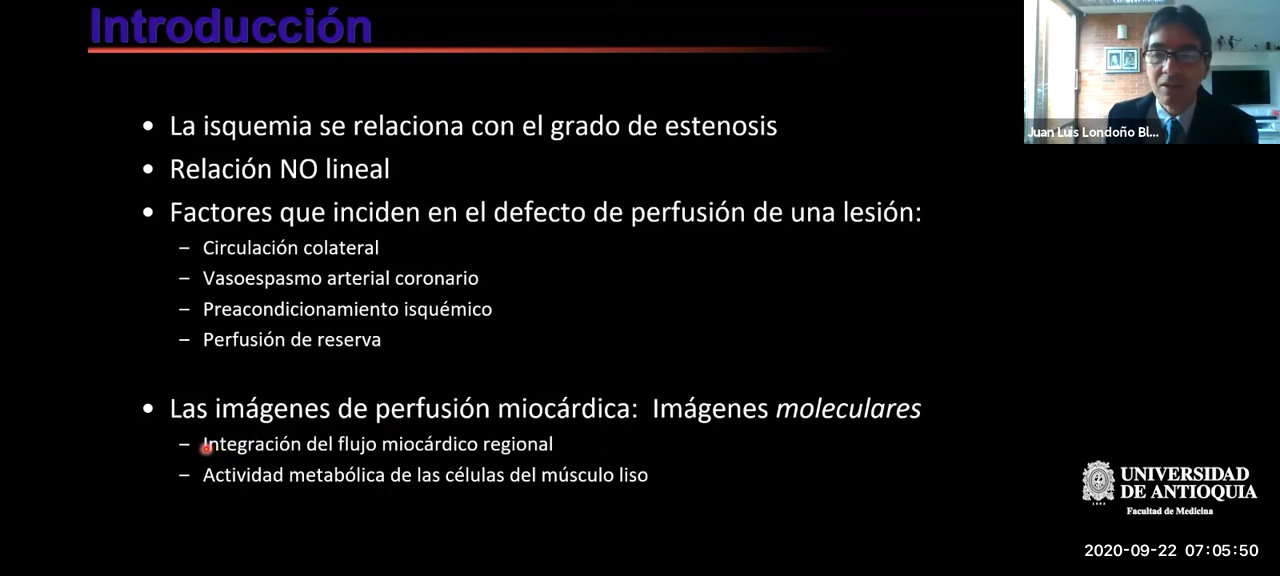 Introducción
La isquemia se relaciona con el grado de estenosis
Relación NO lineal
Factores que inciden en el defecto de perfusión de una lesión:
– Circulación colateral
– Vasoespasmo arterial coronario
– Preacondicionamiento isquémico
– Perfusión de reserva
Las imágenes de perfusión miocárdica: Imágenes moleculares
– Integración del flujo miocárdico regional
– Actividad metabólica de las células del músculo liso
Juan Luis Londoño Bl...
UNIVERSIDAD
DE ANTIOQUIA
Facultad de Medicina
2020-09-22 07:05:50